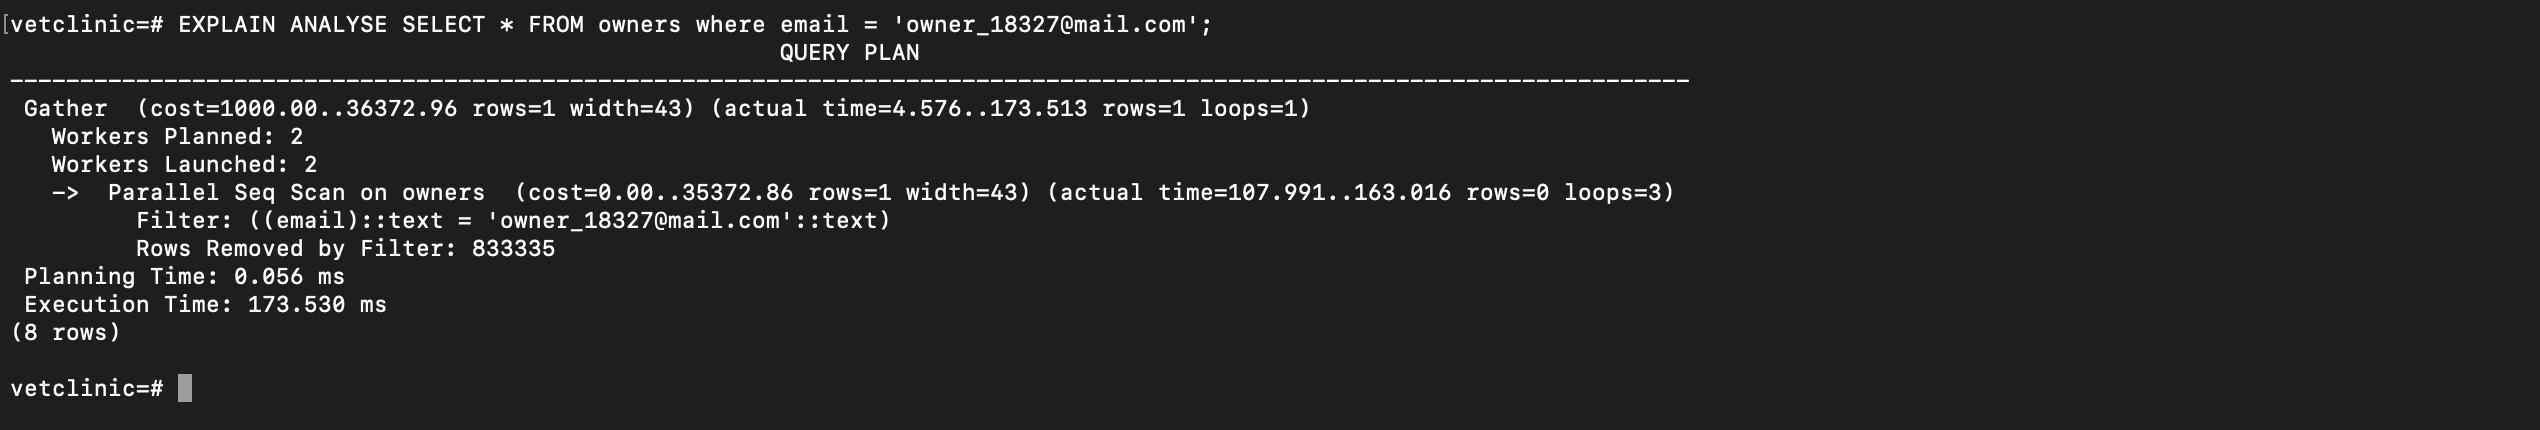 [vetclinic=# EXPLAIN ANALYSE SELECT * FROM owners where email = 'owner_18327@mail.com';
QUERY PLAN
------------------------------------------------------------------------------------------------------------------------
Gather  (cost=1000.00..36372.96 rows=1 width=43) (actual time=4.576..173.513 rows=1 loops=1)
Workers Planned: 2
Workers Launched: 2
->  Parallel Seq Scan on owners  (cost=0.00..35372.86 rows=1 width=43) (actual time=107.991..163.016 rows=0 loops=3)
Filter: ((email)::text = 'owner_18327@mail.com'::text)
Rows Removed by Filter: 833335
Planning Time: 0.056 ms
Execution Time: 173.530 ms
(8 rows)
vetclinic=#